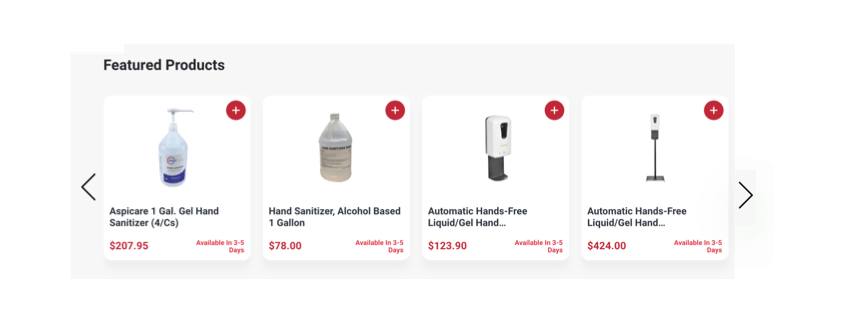 Featured Products
+
+
+
+
Aspicare 1 Gal. Gel Hand
Sanitizer (4/Cs)
$207.95
Available In 3-5
Days
Hand Sanitizer, Alcohol Based
1 Gallon
$78.00
Available In 3-5
Days
Automatic Hands-Free
Liquid/Gel Hand...
$123.90
Available In 3-5
Days
Automatic Hands-Free
Liquid/Gel Hand...
$424.00
Available In 3-5
Days